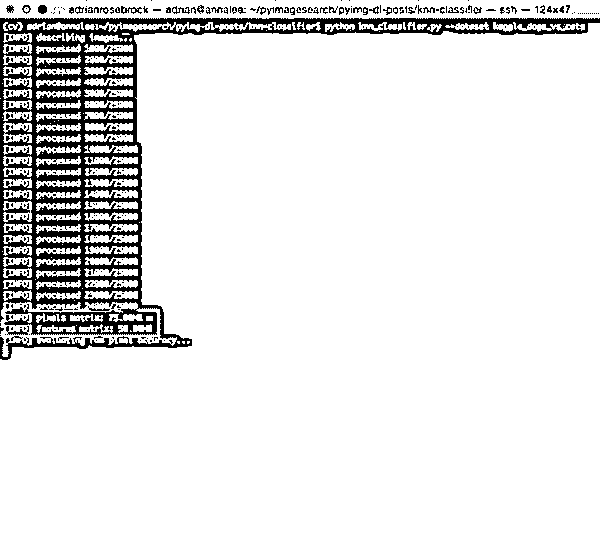 adrianrosebrock — adrian@annalee: ~/pyimagesearch/pyimg-dl-posts/knn-classifier — ssh — 124x47
(cv) adrian@annalee:~/pyimagesearch/pyimg-dl-posts/knn-classifier$ python knn_classifier.py --dataset kaggle_dogs_vs_cats
[INFO] describing images...
[INFO] processed 1000/25000
[INFO] processed 2000/25000
[INFO] processed 3000/25000
[INFO] processed 4000/25000
[INFO] processed 5000/25000
[INFO] processed 6000/25000
[INFO] processed 7000/25000
[INFO] processed 8000/25000
[INFO] processed 9000/25000
[INFO] processed 10000/25000
[INFO] processed 11000/25000
[INFO] processed 12000/25000
[INFO] processed 13000/25000
[INFO] processed 14000/25000
[INFO] processed 15000/25000
[INFO] processed 16000/25000
[INFO] processed 17000/25000
[INFO] processed 18000/25000
[INFO] processed 19000/25000
[INFO] processed 20000/25000
[INFO] processed 21000/25000
[INFO] processed 22000/25000
[INFO] processed 23000/25000
[INFO] processed 24000/25000
[INFO] pixels matrix:
[INFO] features matrix:
[INFO] evaluating raw pixel accuracy...